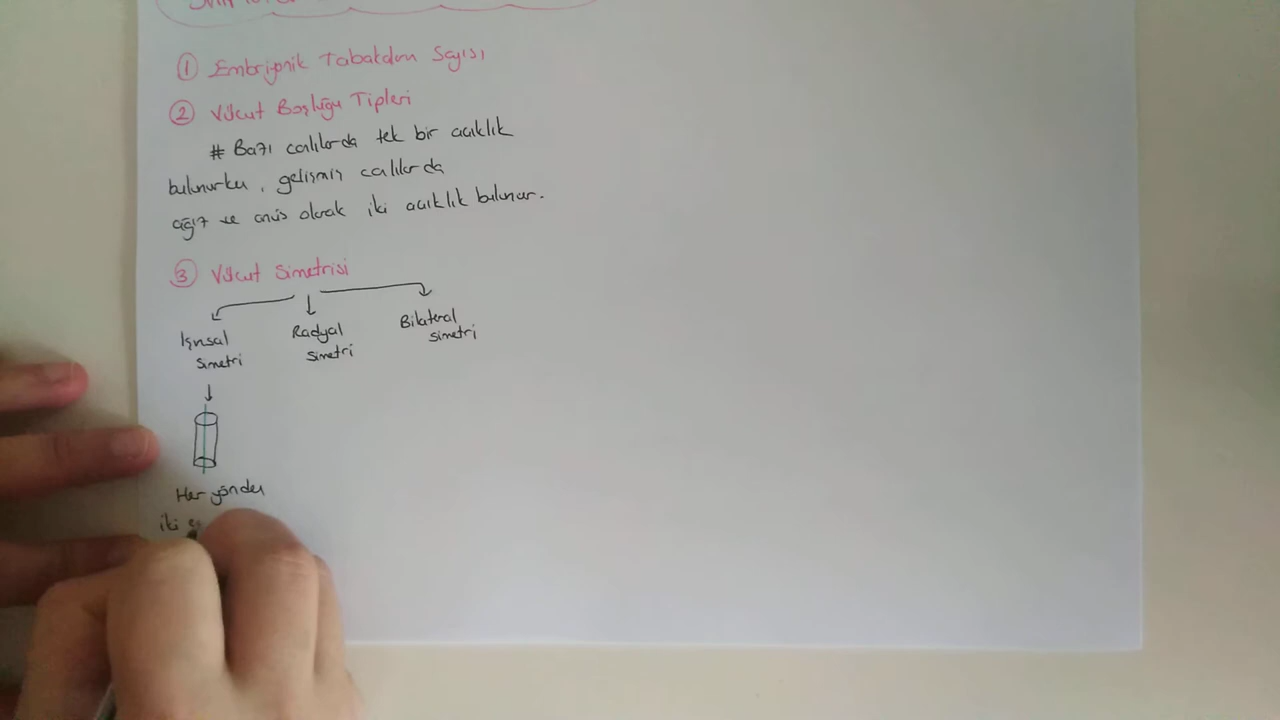 ① Embriyonik Tabakaların Sayısı
② Vücut Boşluğu Tipleri
# Bazı canlılarda tek bir açıklık
bulunurken, gelişmiş canlılarda
ağız ve anüs olarak iki açıklık bulunur.
③ Vücut Simetrisi
Işınsal
simetri
Radyal
simetri
Bilateral
simetri
Her yönden
iki